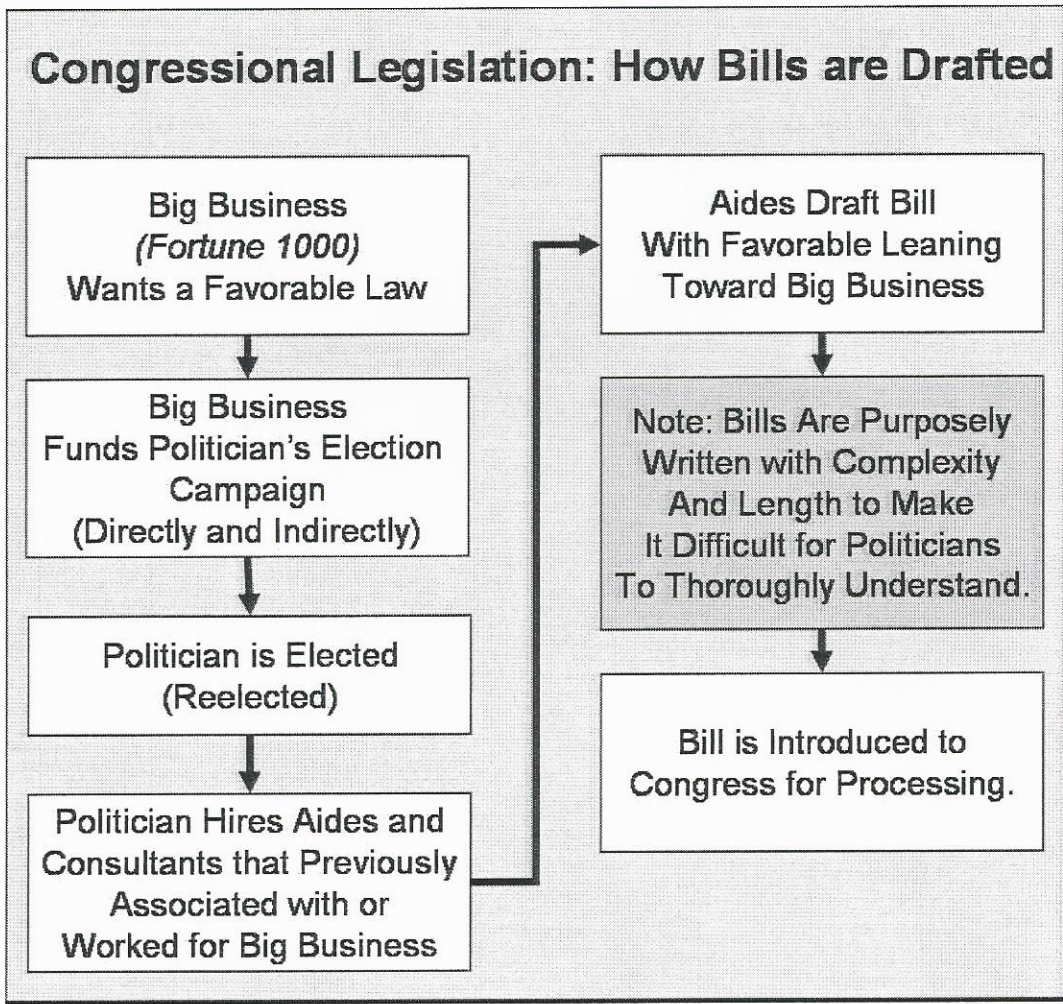 Congressional Legislation: How Bills are Drafted
Big Business
(Fortune 1000)
Wants a Favorable Law
Big Business
Funds Politician's Election
Campaign
(Directly and Indirectly)
Politician is Elected
(Reelected)
Politician Hires Aides and
Consultants that Previously
Associated with or
Worked for Big Business
Aides Draft Bill
With Favorable Leaning
Toward Big Business
Note: Bills Are Purposely
Written with Complexity
And Length to Make
It Difficult for Politicians
To Thoroughly Understand.
Bill is Introduced to
Congress for Processing.